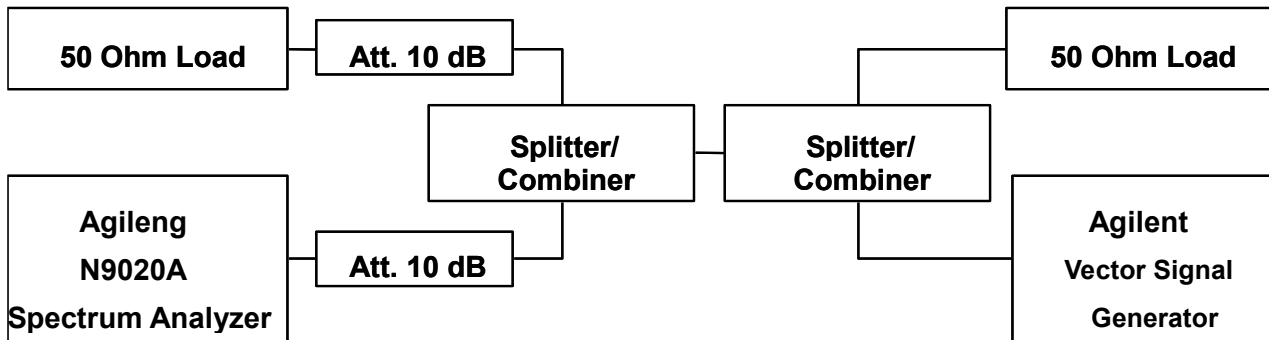 50 Ohm Load
Att. 10 dB
50 Ohm Load
Splitter/
Combiner
Splitter/
Combiner
Agileng
N9020A
Spectrum Analyzer
Att. 10 dB
Agilent
Vector Signal
Generator